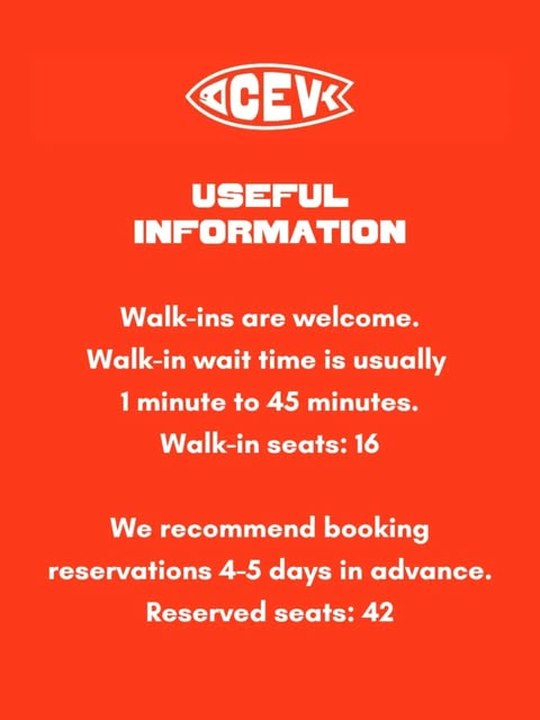 CEV
USEFUL
INFORMATION
Walk-ins are welcome.
Walk-in wait time is usually
1 minute to 45 minutes.
Walk-in seats: 16
We recommend booking
reservations 4-5 days in advance.
Reserved seats: 42